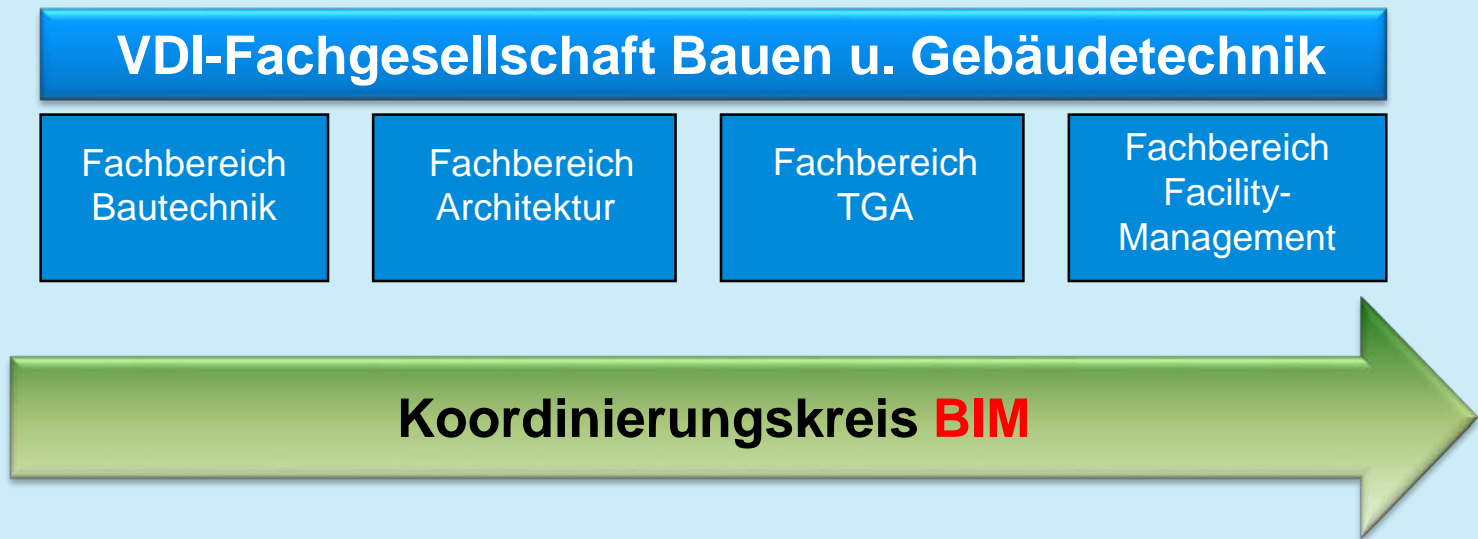 VDI-Fachgesellschaft Bauen u. Gebäudetechnik
Fachbereich
Bautechnik
Fachbereich
Architektur
Fachbereich
TGA
Fachbereich
Facility-
Management
Koordinierungskreis BIM